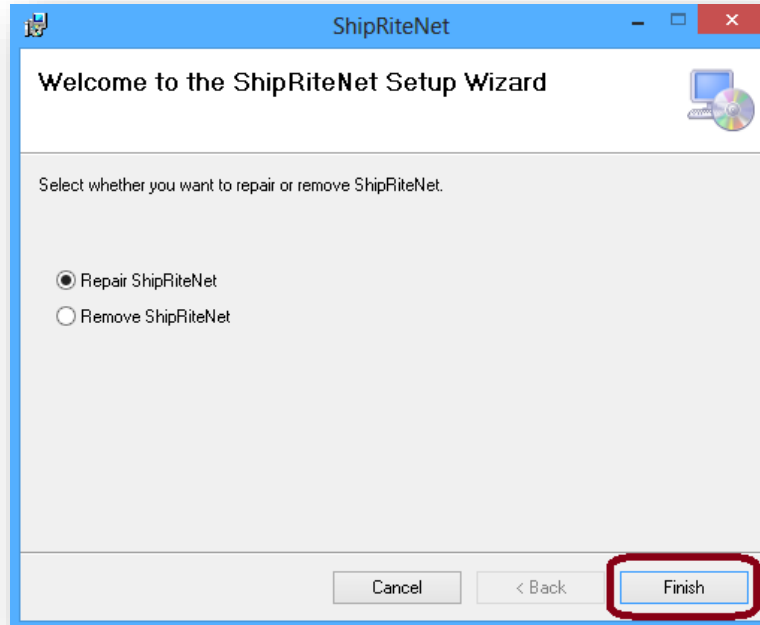 ShipRiteNet
Welcome to the ShipRiteNet Setup Wizard
Select whether you want to repair or remove ShipRiteNet.
Repair ShipRiteNet
Remove ShipRiteNet
Cancel
< Back
Finish